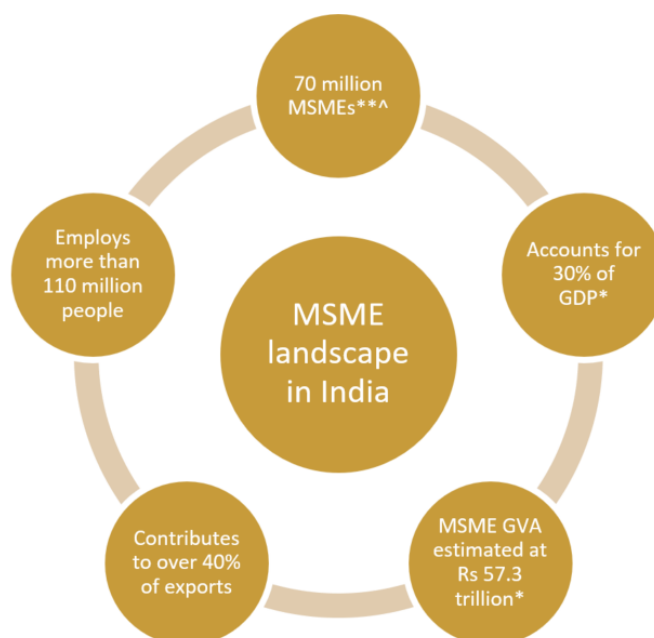 70 million
MSMEs**^
Accounts for
30% of
GDP*
MSME GVA
estimated at
Rs 57.3
trillion*
Contributes
to over 40%
of exports
Employs
more than
110 million
people
MSME
landscape
in India